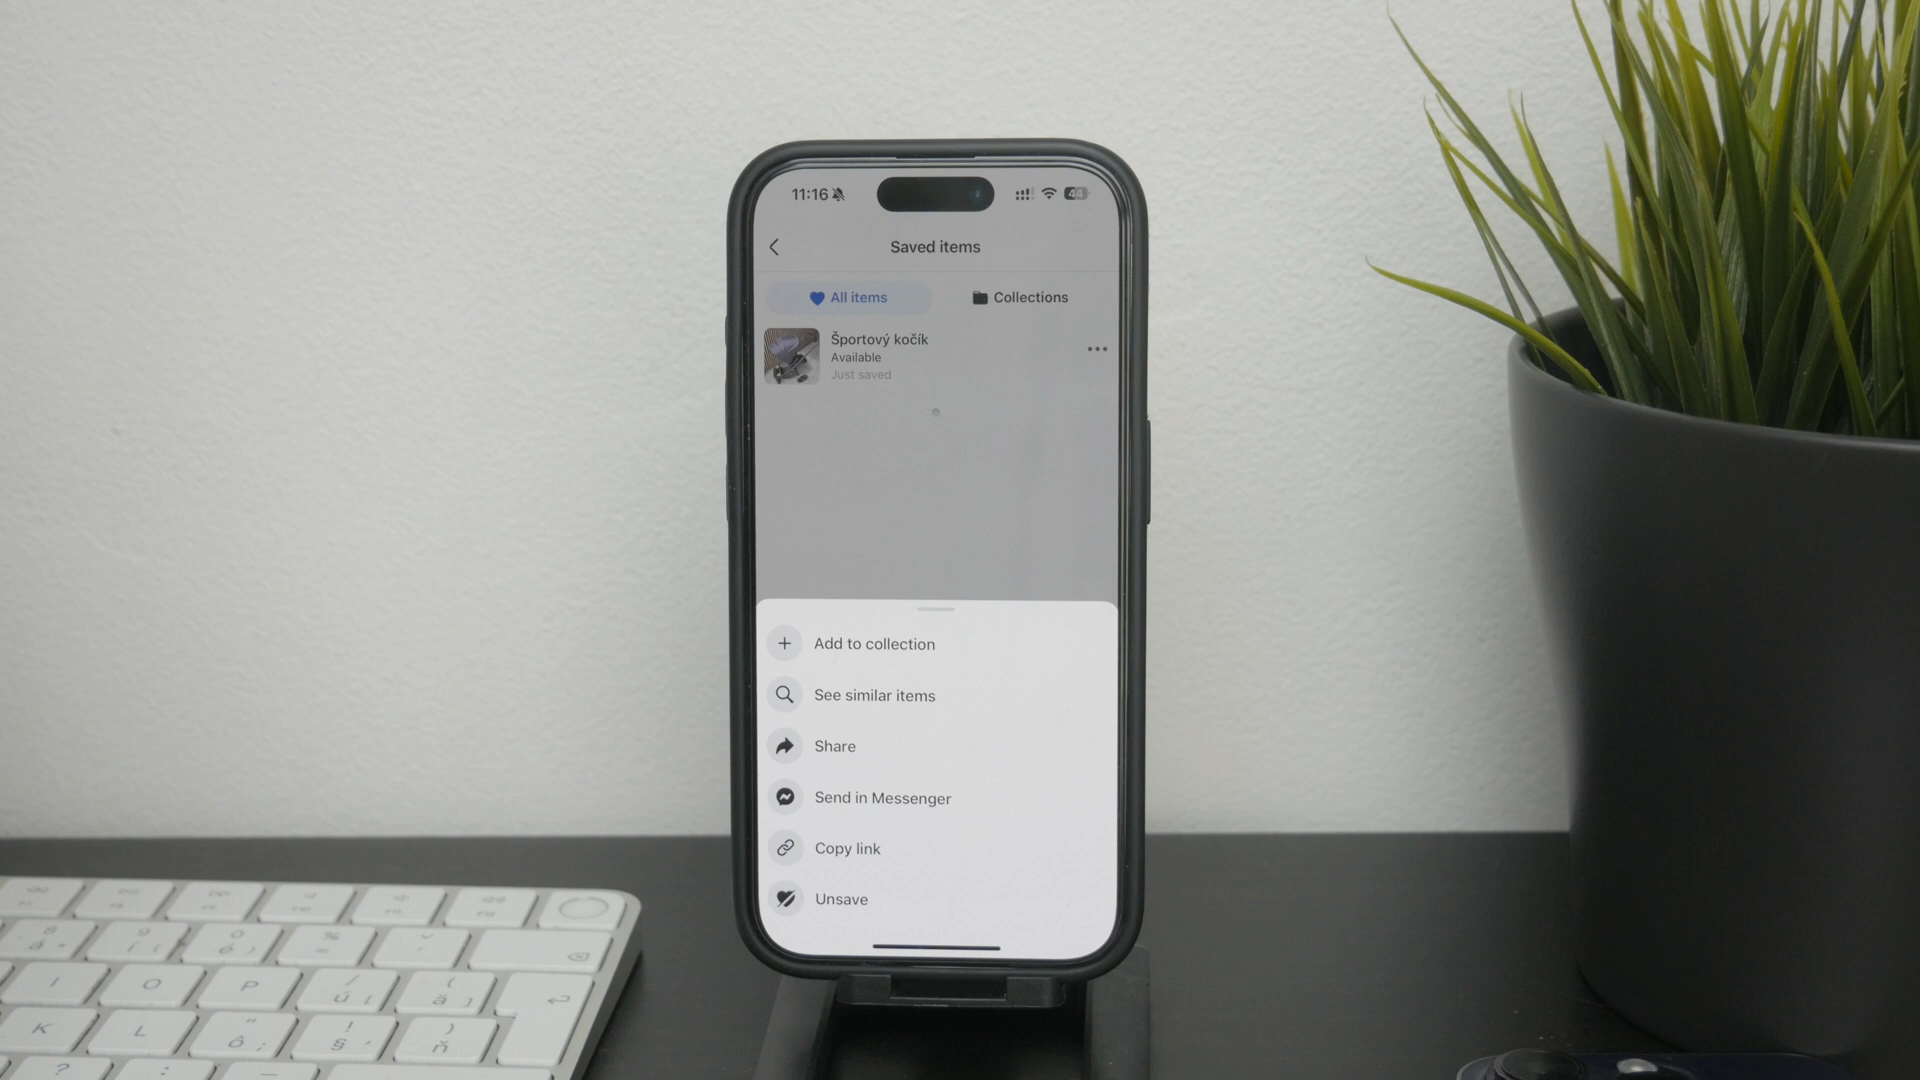 11:16
44
Saved items
All items
Collections
Športový kočík
Available
Just saved
Add to collection
See similar items
Share
Send in Messenger
Copy link
Unsave
I
O
P
ú
ä
K
L
ô ;
§
ň